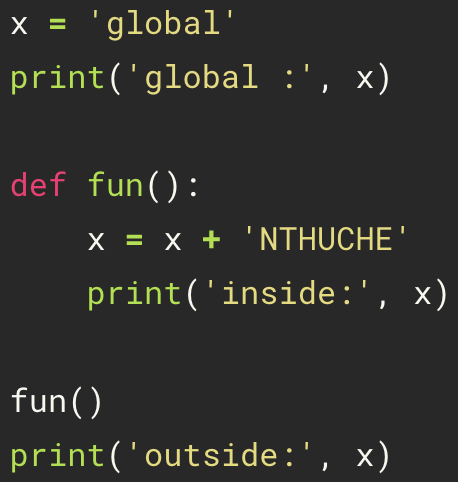 x = 'global'
print('global :', x)
def fun():
    x = x + 'NTHUCHE'
    print('inside:', x)
fun()
print('outside:', x)